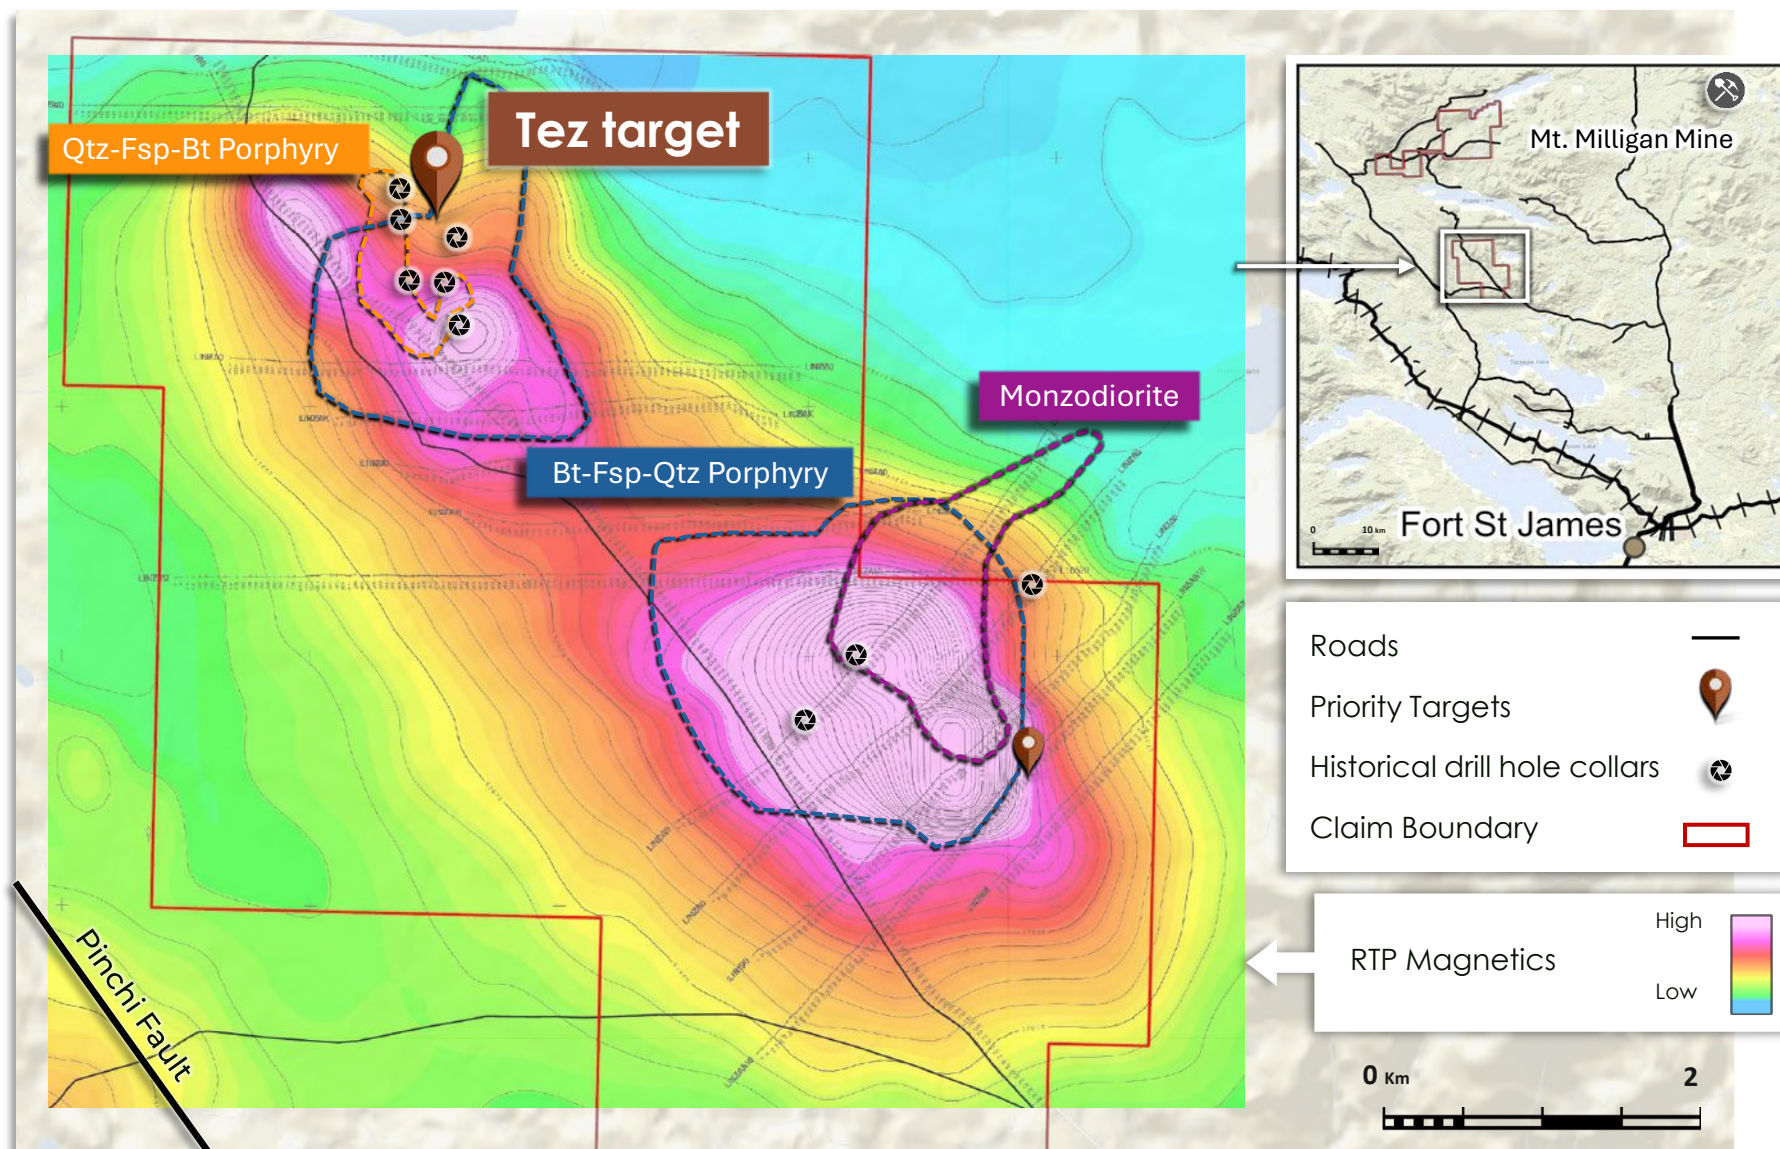 Tez target
Qtz-Fsp-Bt Porphyry
Monzodiorite
Bt-Fsp-Qtz Porphyry
Pinchi Fault
Mt. Milligan Mine
0
10 km
Fort St James
Roads
Priority Targets
Historical drill hole collars
Claim Boundary
RTP Magnetics
High
Low
0 Km
2